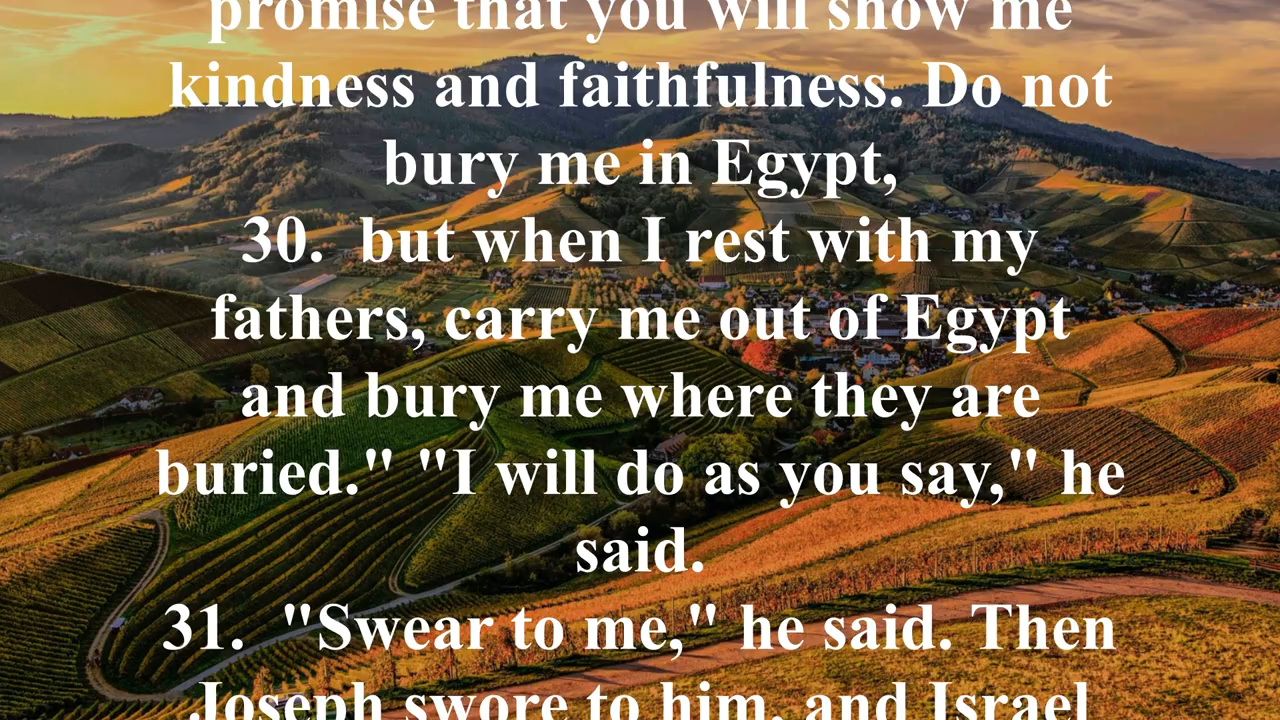 promise that you will show me
kindness and faithfulness. Do not
bury me in Egypt,
30. but when I rest with my
fathers, carry me out of Egypt
and bury me where they are
buried." "I will do as you say," he
said.
31. "Swear to me," he said. Then
Joseph swore to him, and Israel